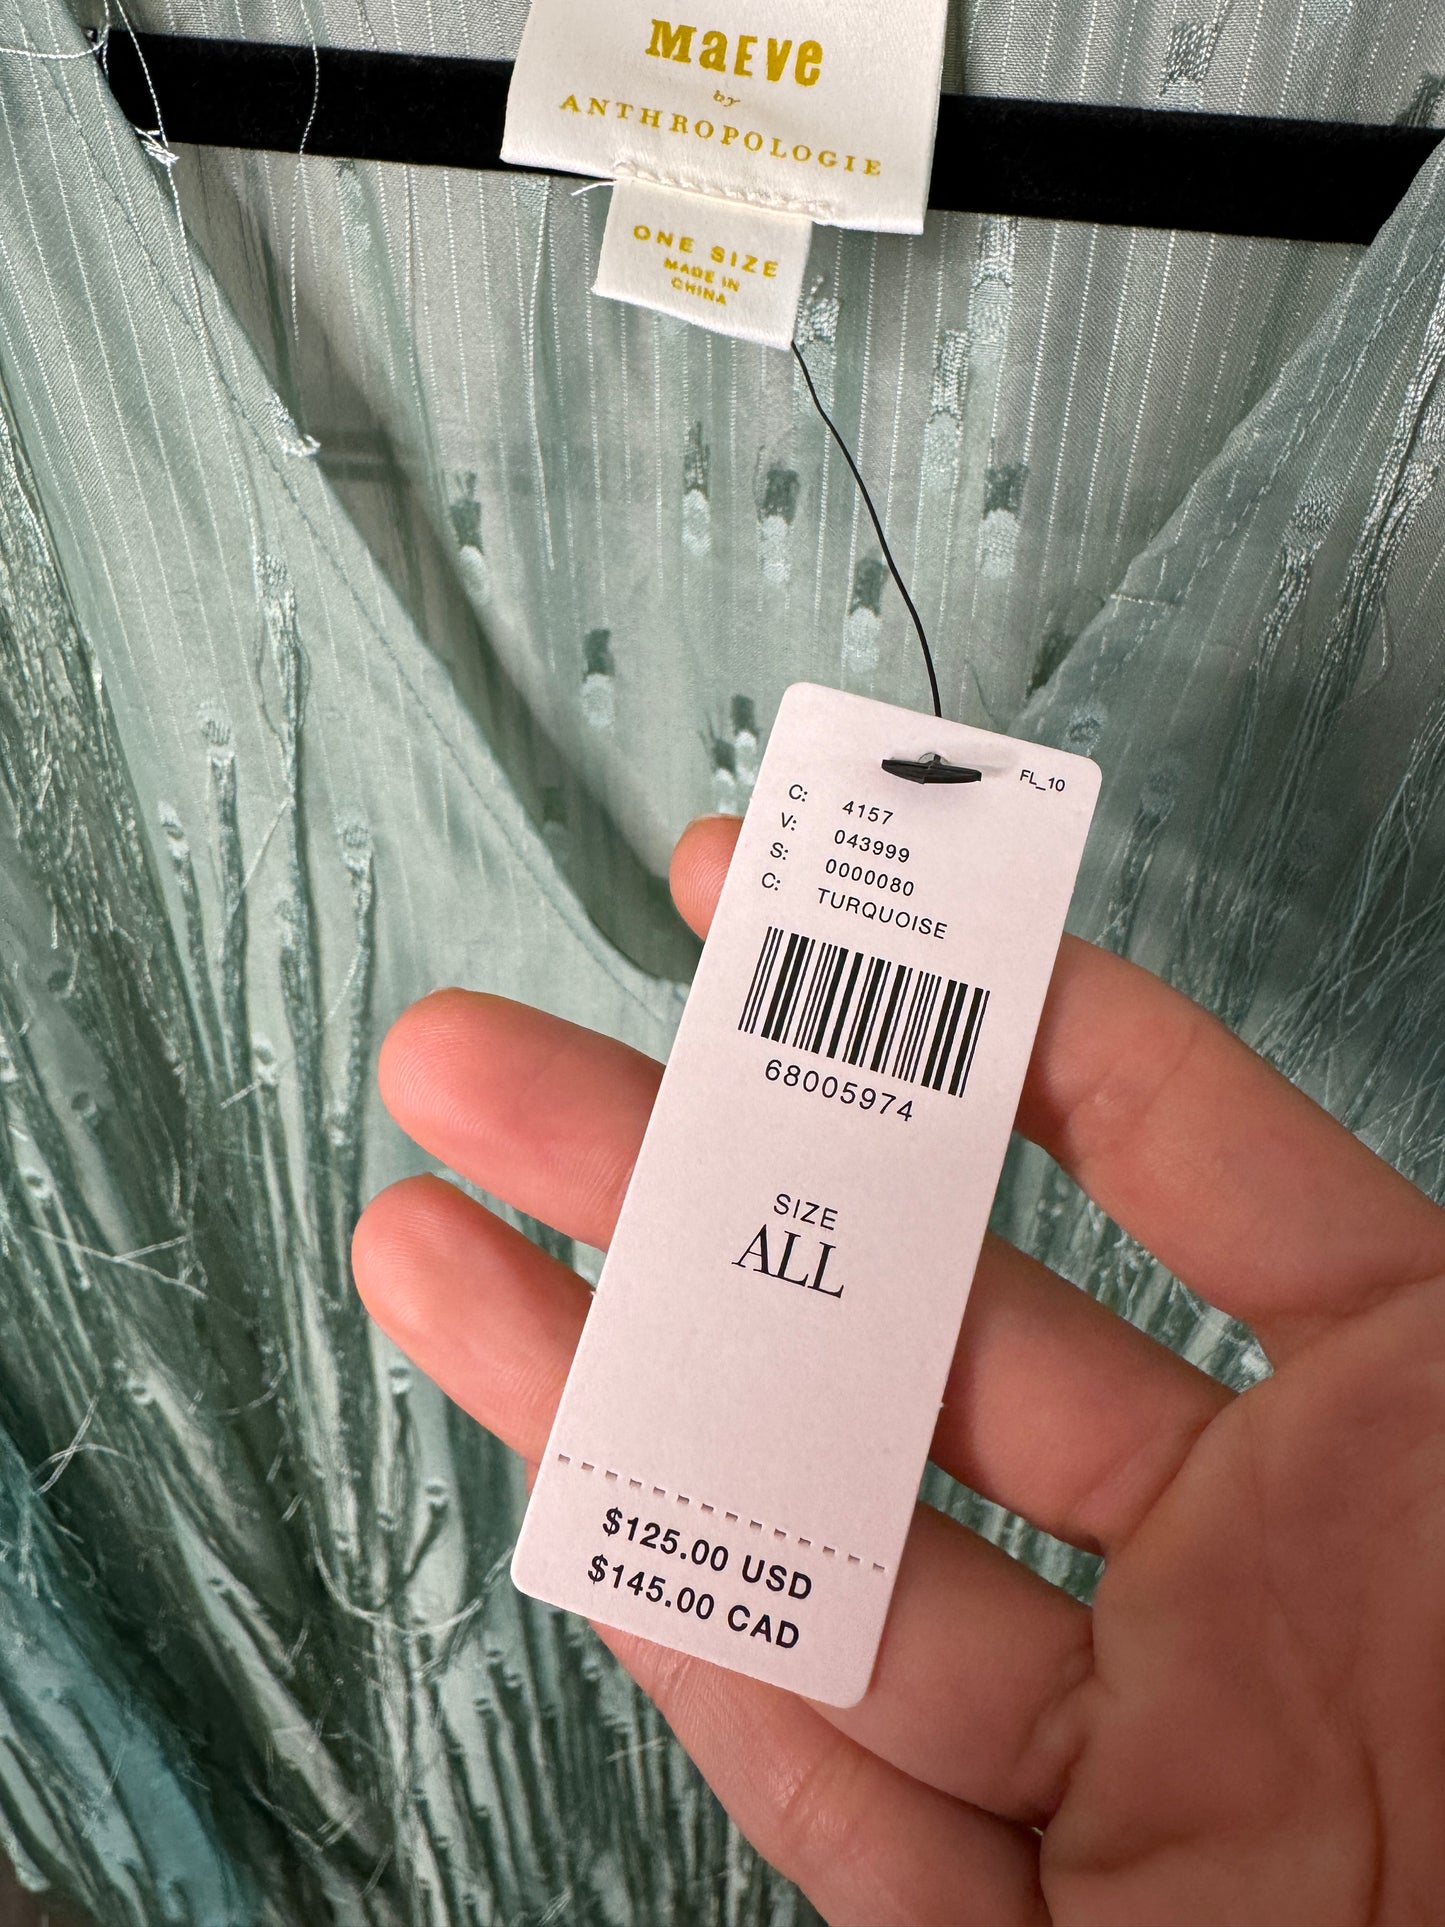 MaEVe
by
ANTHROPOLOGIE
ONE SIZE
MADE IN
CHINA
FL_10
C: 4157
V: 043999
S: 0000080
C: TURQUOISE
68005974
SIZE
ALL
$125.00 USD
$145.00 CAD